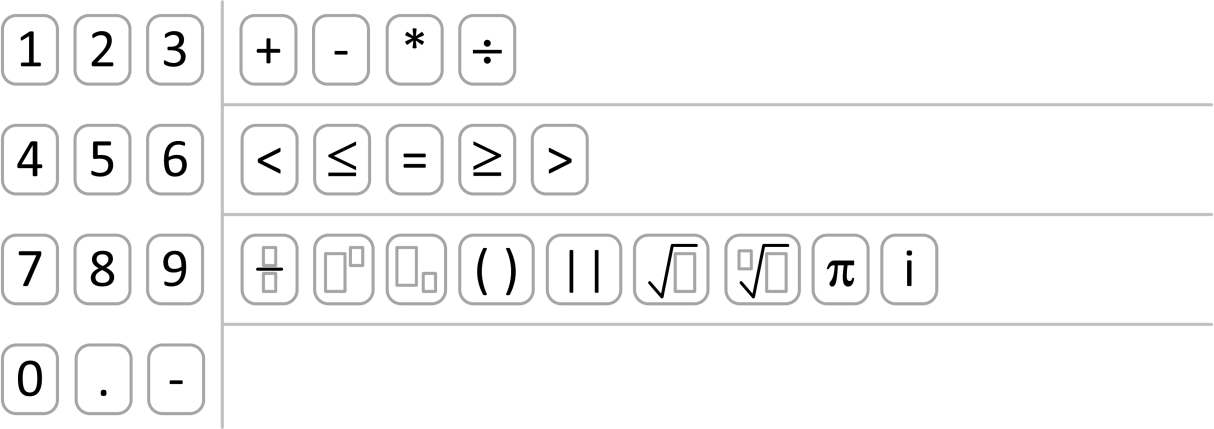 1 2 3 + - * ÷
4 5 6 < ≤ = ≥ >
7 8 9 ( ) | | √ √ π i
0 . -